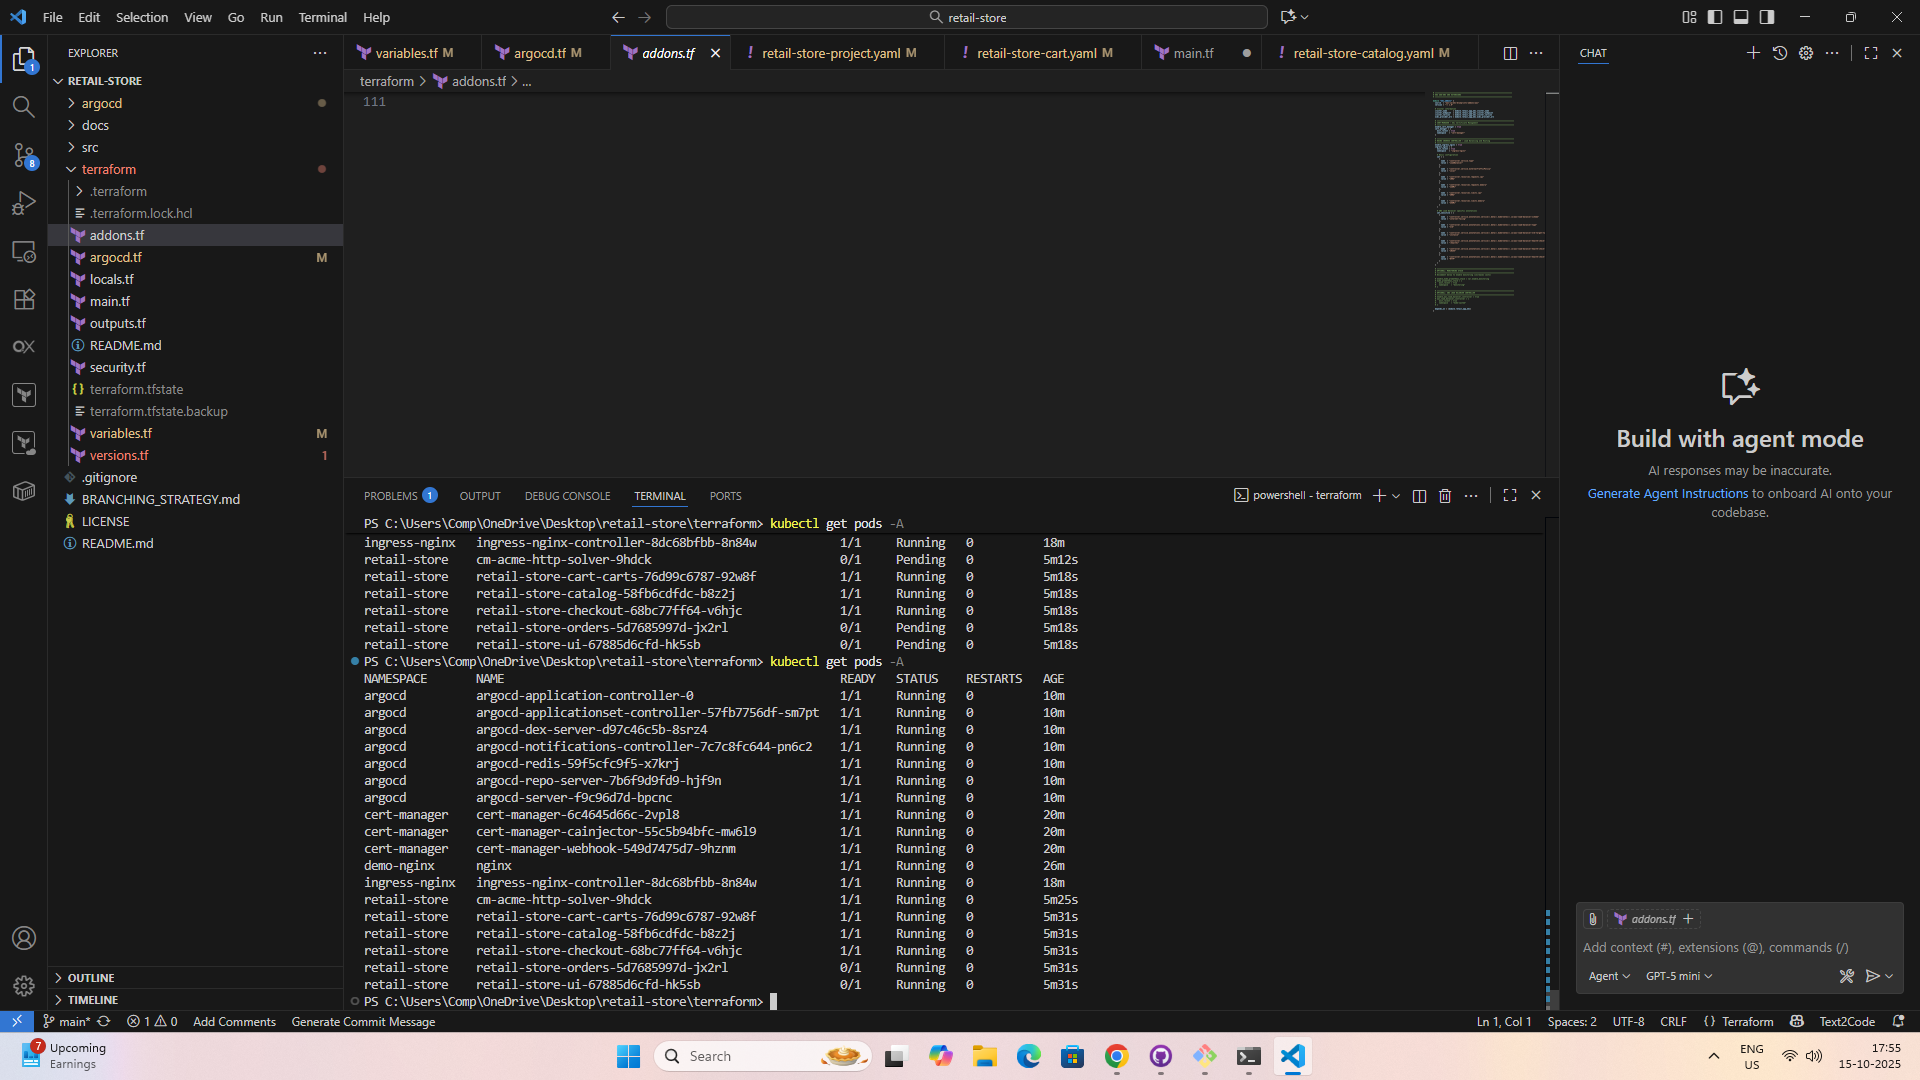 File Edit Selection View Go Run Terminal Help
retail-store
EXPLORER
RETAIL-STORE
argocd
docs
src
terraform
.terraform
.terraform.lock.hcl
addons.tf
argocd.tf M
locals.tf
main.tf
outputs.tf
README.md
security.tf
terraform.tfstate
terraform.tfstate.backup
variables.tf M
versions.tf 1
.gitignore
BRANCHING_STRATEGY.md
LICENSE
README.md
OUTLINE
TIMELINE
1
8
variables.tf M argocd.tf M addons.tf retail-store-project.yaml M retail-store-cart.yaml M main.tf retail-store-catalog.yaml M
terraform > addons.tf > ...
111
PROBLEMS 1 OUTPUT DEBUG CONSOLE TERMINAL PORTS
powershell - terraform
PS C:\Users\Comp\OneDrive\Desktop\retail-store\terraform> kubectl get pods -A
ingress-nginx ingress-nginx-controller-8dc68bfbb-8n84w 1/1 Running 0 18m
retail-store cm-acme-http-solver-9hdck 0/1 Pending 0 5m12s
retail-store retail-store-cart-carts-76d99c6787-92w8f 1/1 Running 0 5m18s
retail-store retail-store-catalog-58fb6cdfdc-b8z2j 1/1 Running 0 5m18s
retail-store retail-store-checkout-68bc77ff64-v6hjc 1/1 Running 0 5m18s
retail-store retail-store-orders-5d7685997d-jx2rl 0/1 Pending 0 5m18s
retail-store retail-store-ui-67885d6cfd-hk5sb 0/1 Pending 0 5m18s
PS C:\Users\Comp\OneDrive\Desktop\retail-store\terraform> kubectl get pods -A
NAMESPACE NAME READY STATUS RESTARTS AGE
argocd argocd-application-controller-0 1/1 Running 0 10m
argocd argocd-applicationset-controller-57fb7756df-sm7pt 1/1 Running 0 10m
argocd argocd-dex-server-d97c46c5b-8srz4 1/1 Running 0 10m
argocd argocd-notifications-controller-7c7c8fc644-pn6c2 1/1 Running 0 10m
argocd argocd-redis-59f5cfc9f5-x7krj 1/1 Running 0 10m
argocd argocd-repo-server-7b6f9d9fd9-hjf9n 1/1 Running 0 10m
argocd argocd-server-f9c96d7d-bpcnc 1/1 Running 0 10m
cert-manager cert-manager-6c4645d66c-2vpl8 1/1 Running 0 20m
cert-manager cert-manager-cainjector-55c5b94bfc-mw6l9 1/1 Running 0 20m
cert-manager cert-manager-webhook-549d7475d7-9hznm 1/1 Running 0 20m
demo-nginx nginx 1/1 Running 0 26m
ingress-nginx ingress-nginx-controller-8dc68bfbb-8n84w 1/1 Running 0 18m
retail-store cm-acme-http-solver-9hdck 1/1 Running 0 5m25s
retail-store retail-store-cart-carts-76d99c6787-92w8f 1/1 Running 0 5m31s
retail-store retail-store-catalog-58fb6cdfdc-b8z2j 1/1 Running 0 5m31s
retail-store retail-store-checkout-68bc77ff64-v6hjc 1/1 Running 0 5m31s
retail-store retail-store-orders-5d7685997d-jx2rl 0/1 Running 0 5m31s
retail-store retail-store-ui-67885d6cfd-hk5sb 0/1 Running 0 5m31s
PS C:\Users\Comp\OneDrive\Desktop\retail-store\terraform>
CHAT
Build with agent mode
AI responses may be inaccurate.
Generate Agent Instructions to onboard AI onto your
codebase.
addons.tf
Add context (#), extensions (@), commands (/)
Agent GPT-5 mini
main* 1 0 Add Comments Generate Commit Message
Ln 1, Col 1 Spaces: 2 UTF-8 CRLF {} Terraform Text2Code
7
Upcoming
Earnings
Search
ENG
US
17:55
15-10-2025